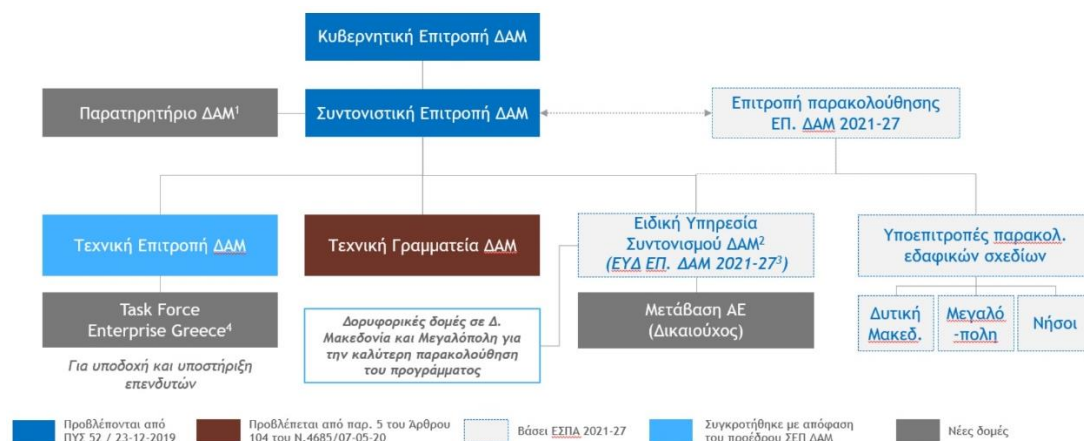 Κυβερνητική Επιτροπή ΔΑΜ
Παρατηρητήριο ΔΑΜ¹
Συντονιστική Επιτροπή ΔΑΜ
Επιτροπή παρακολούθησης
ΕΠ. ΔΑΜ 2021-27
Τεχνική Επιτροπή ΔΑΜ
Τεχνική Γραμματεία ΔΑΜ
Ειδική Υπηρεσία
Συντονισμού ΔΑΜ²
(ΕΥΔ ΕΠ. ΔΑΜ 2021-27³)
Υποεπιτροπές παρακολ.
εδαφικών σχεδίων
Task Force
Enterprise Greece⁴
Για υποδοχή και υποστήριξη
επενδυτών
Δορυφορικές δομές σε Δ.
Μακεδονία και Μεγαλόπολη για
την καλύτερη παρακολούθηση
του προγράμματος
Μετάβαση ΑΕ
(Δικαιούχος)
Δυτική
Μακεδ.
Μεγαλό
-πολη
Νήσοι
Προβλέπονται από
ΠΥΣ 52 / 23-12-2019
Προβλέπεται από παρ. 5 του Άρθρου
104 του Ν.4685/07-05-20
Βάσει ΕΣΠΑ 2021-27
Συγκροτήθηκε με απόφαση
του προέδρου ΣΕΠ ΔΑΜ
Νέες δομές